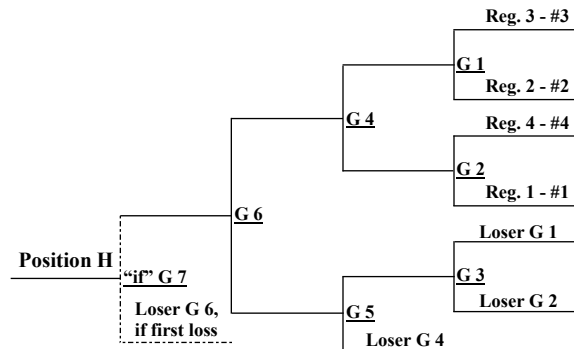 Reg. 3 - #3
G 1
Reg. 2 - #2
G 4
Reg. 4 - #4
G 2
Reg. 1 - #1
G 6
Loser G 1
Position H
"if" G 7
G 3
Loser G 6,
if first loss
Loser G 2
G 5
Loser G 4